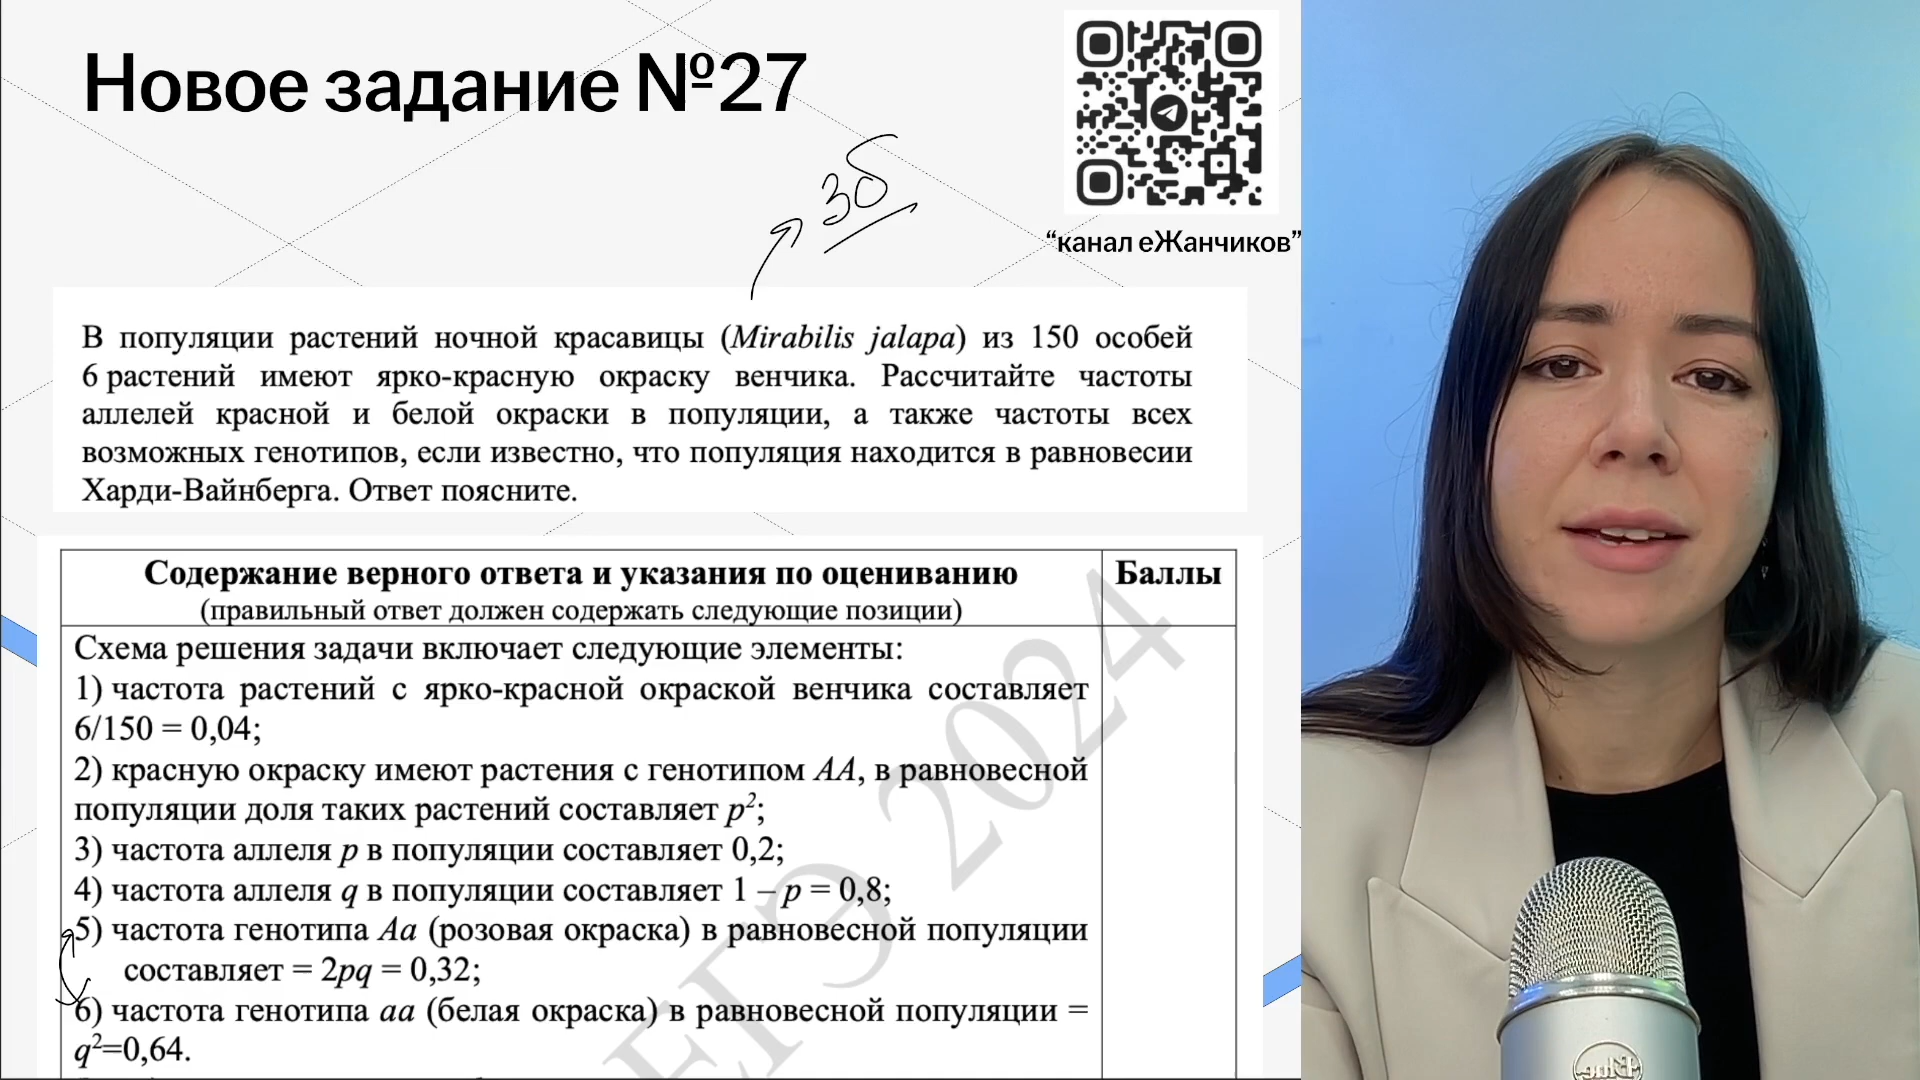 Новое задание №27
3б
“канал еЖанчиков”
В популяции растений ночной красавицы (Mirabilis jalapa) из 150 особей
6 растений имеют ярко-красную окраску венчика. Рассчитайте частоты
аллелей красной и белой окраски в популяции, а также частоты всех
возможных генотипов, если известно, что популяция находится в равновесии
Харди-Вайнберга. Ответ поясните.
Содержание верного ответа и указания по оцениванию
(правильный ответ должен содержать следующие позиции)
Баллы
Схема решения задачи включает следующие элементы:
1) частота растений с ярко-красной окраской венчика составляет
6/150 = 0,04;
2) красную окраску имеют растения с генотипом АА, в равновесной
популяции доля таких растений составляет p²;
3) частота аллеля p в популяции составляет 0,2;
4) частота аллеля q в популяции составляет 1 – p = 0,8;
5) частота генотипа Аа (розовая окраска) в равновесной популяции
составляет = 2pq = 0,32;
6) частота генотипа аа (белая окраска) в равновесной популяции =
q²=0,64.
ЕГЭ 2024
Blue